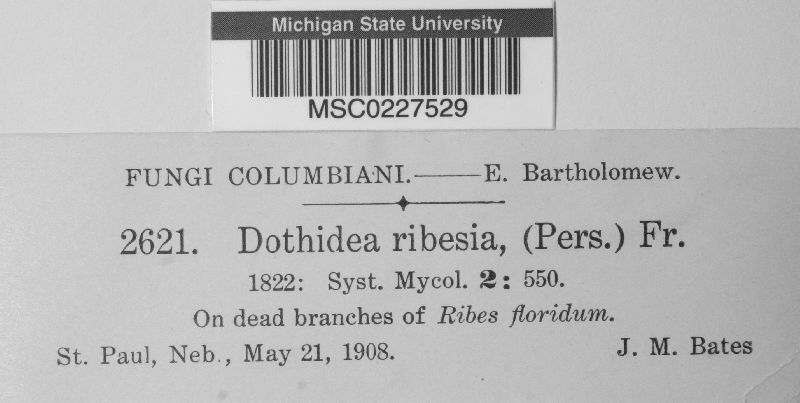 Michigan State University
MSC0227529
FUNGI COLUMBIANI.——E. Bartholomew.
2621. Dothidea ribesia, (Pers.) Fr.
1822: Syst. Mycol. 2: 550.
On dead branches of Ribes floridum.
St. Paul, Neb., May 21, 1908. J. M. Bates